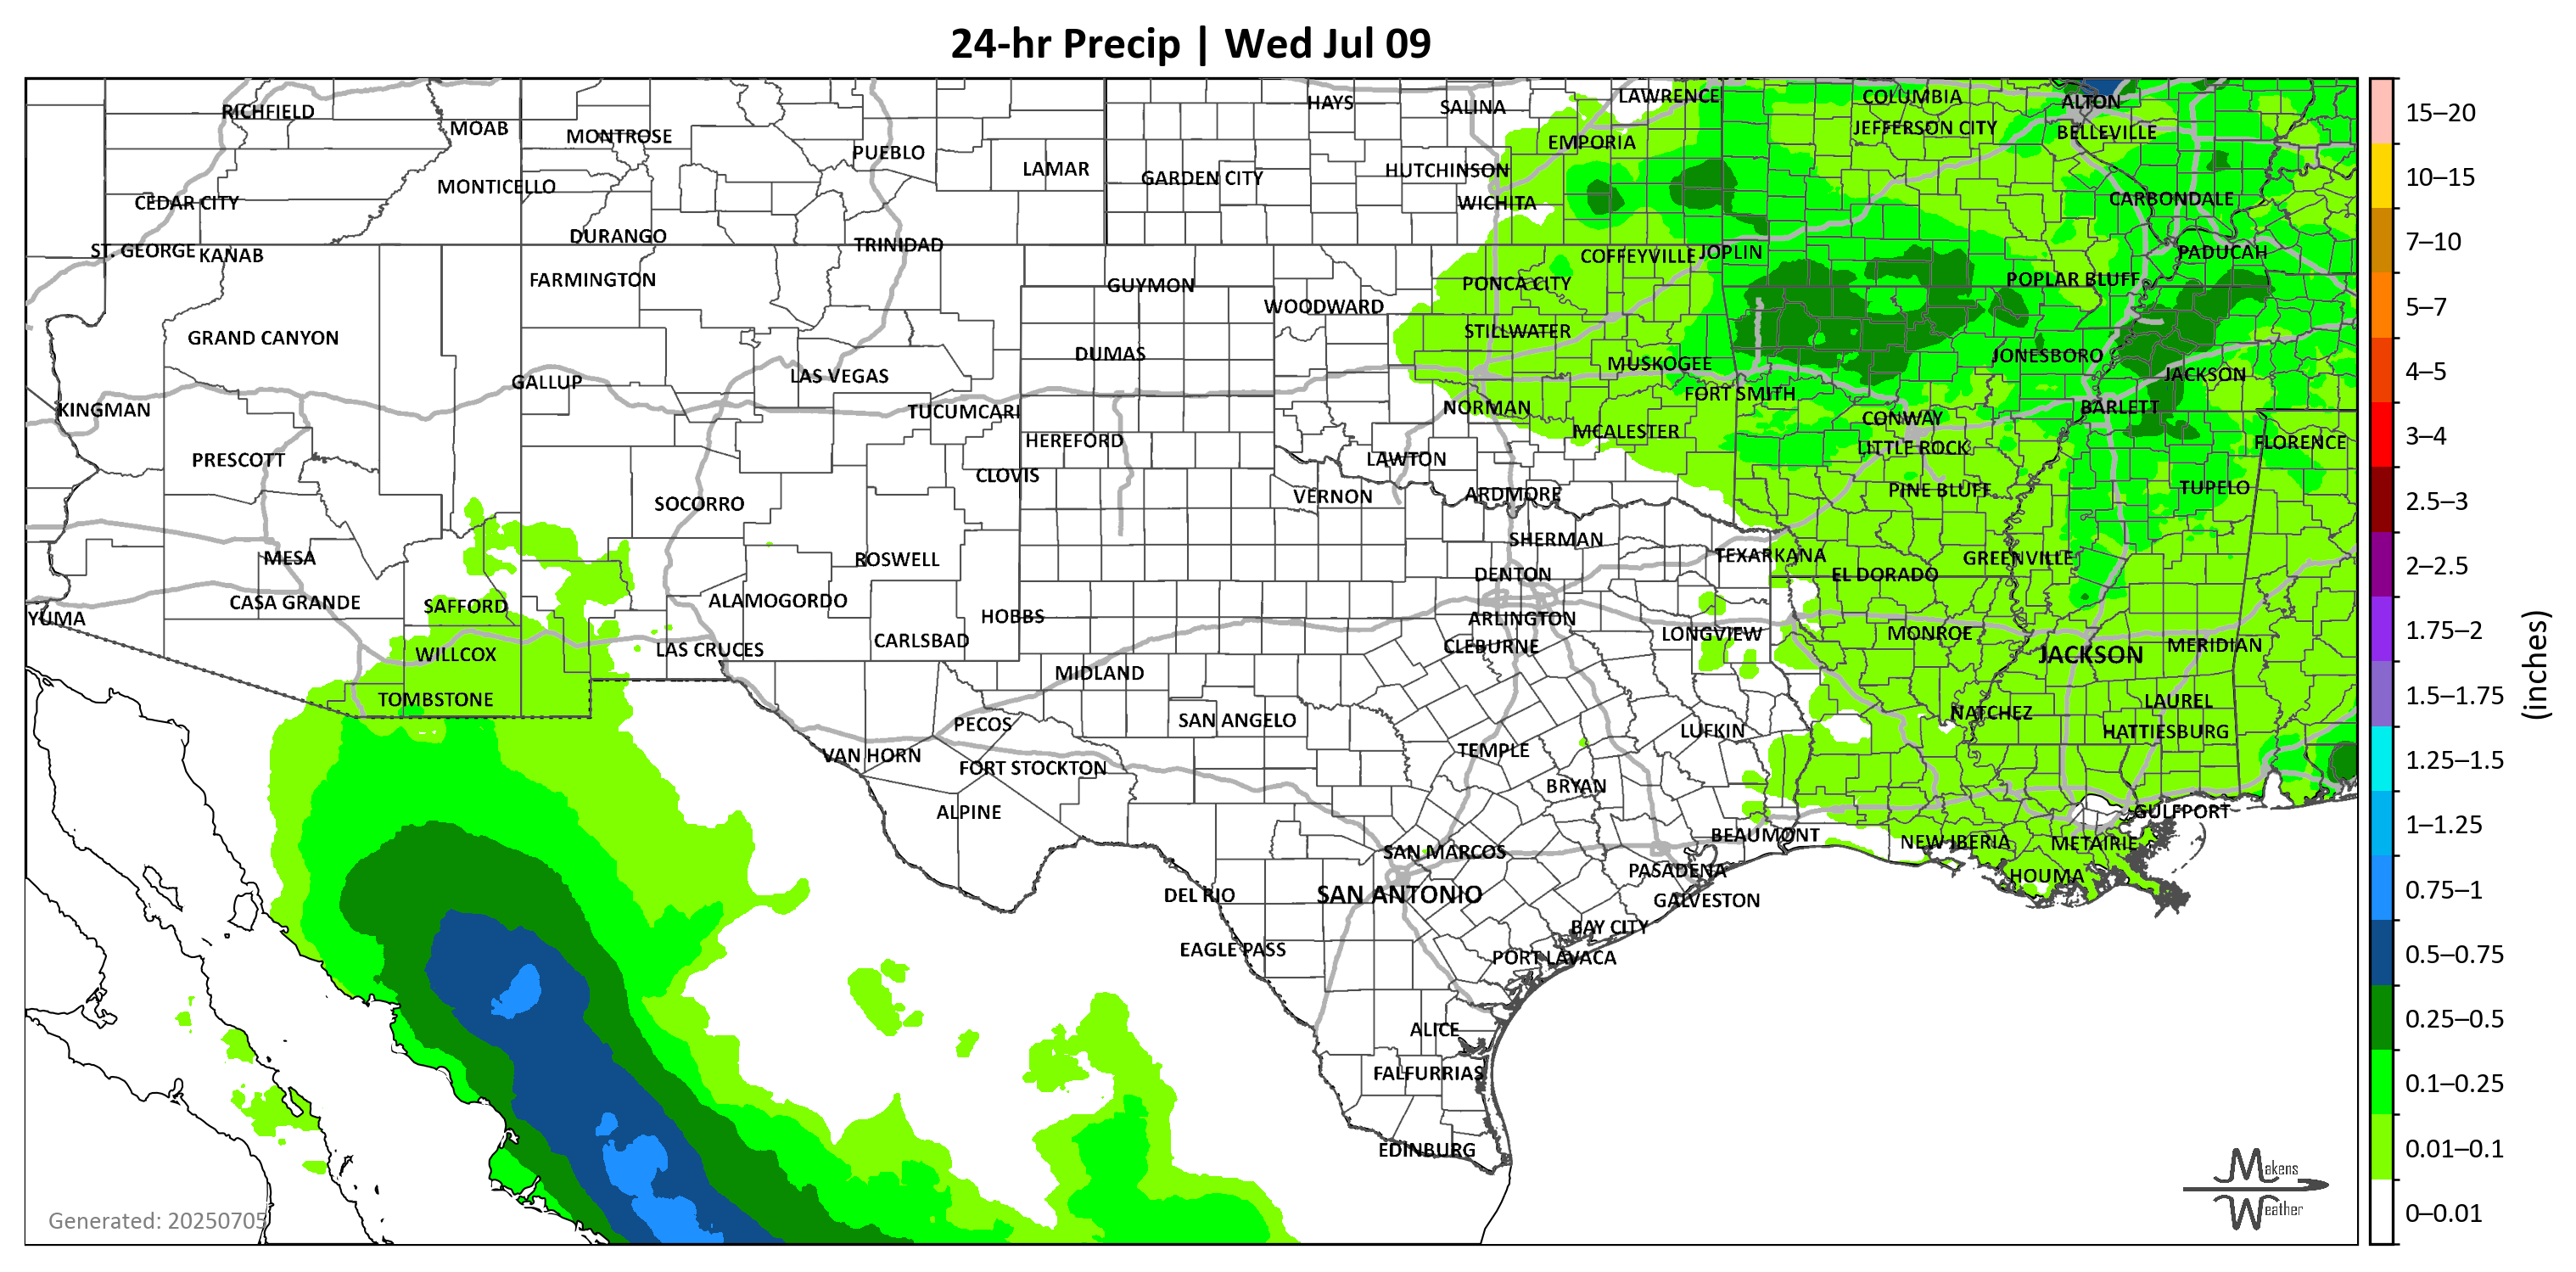 24-hr Precip | Wed Jul 09
RICHFIELD
MOAB
MONTROSE
PUEBLO
LAMAR
HAYS
SALINA
LAWRENCE
COLUMBIA
ALTON
JEFFERSON CITY
BELLEVILLE
EMPORIA
HUTCHINSON
GARDEN CITY
MONTICELLO
CEDAR CITY
WICHITA
CARBONDALE
DURANGO
TRINIDAD
ST. GEORGE
KANAB
COFFEYVILLE
JOPLIN
PADUCAH
FARMINGTON
GUYMON
PONCA CITY
POPLAR BLUFF
WOODWARD
GRAND CANYON
STILLWATER
DUMAS
JONESBORO
MUSKOGEE
JACKSON
GALLUP
LAS VEGAS
FORT SMITH
KINGMAN
TUCUMCARI
NORMAN
BARLETT
CONWAY
HEREFORD
MCALESTER
LITTLE ROCK
FLORENCE
PRESCOTT
LAWTON
CLOVIS
SOCORRO
VERNON
ARDMORE
PINE BLUFF
TUPELO
SHERMAN
MESA
ROSWELL
TEXARKANA
GREENVILLE
DENTON
EL DORADO
CASA GRANDE
SAFFORD
ALAMOGORDO
YUMA
HOBBS
ARLINGTON
WILLCOX
LAS CRUCES
CARLSBAD
CLEBURNE
LONGVIEW
MONROE
JACKSON
MERIDIAN
MIDLAND
TOMBSTONE
LAUREL
PECOS
SAN ANGELO
NATCHEZ
LUFKIN
HATTIESBURG
VAN HORN
FORT STOCKTON
TEMPLE
BRYAN
ALPINE
GULFPORT
BEAUMONT
NEW IBERIA
METAIRIE
SAN MARCOS
PASADENA
HOUMA
DEL RIO
SAN ANTONIO
GALVESTON
BAY CITY
EAGLE PASS
PORT LAVACA
ALICE
FALFURRIAS
EDINBURG
Generated: 20250705
Makens
Weather
15–20
10–15
7–10
5–7
4–5
3–4
2.5–3
2–2.5
1.75–2
1.5–1.75
1.25–1.5
1–1.25
0.75–1
0.5–0.75
0.25–0.5
0.1–0.25
0.01–0.1
0–0.01
(inches)